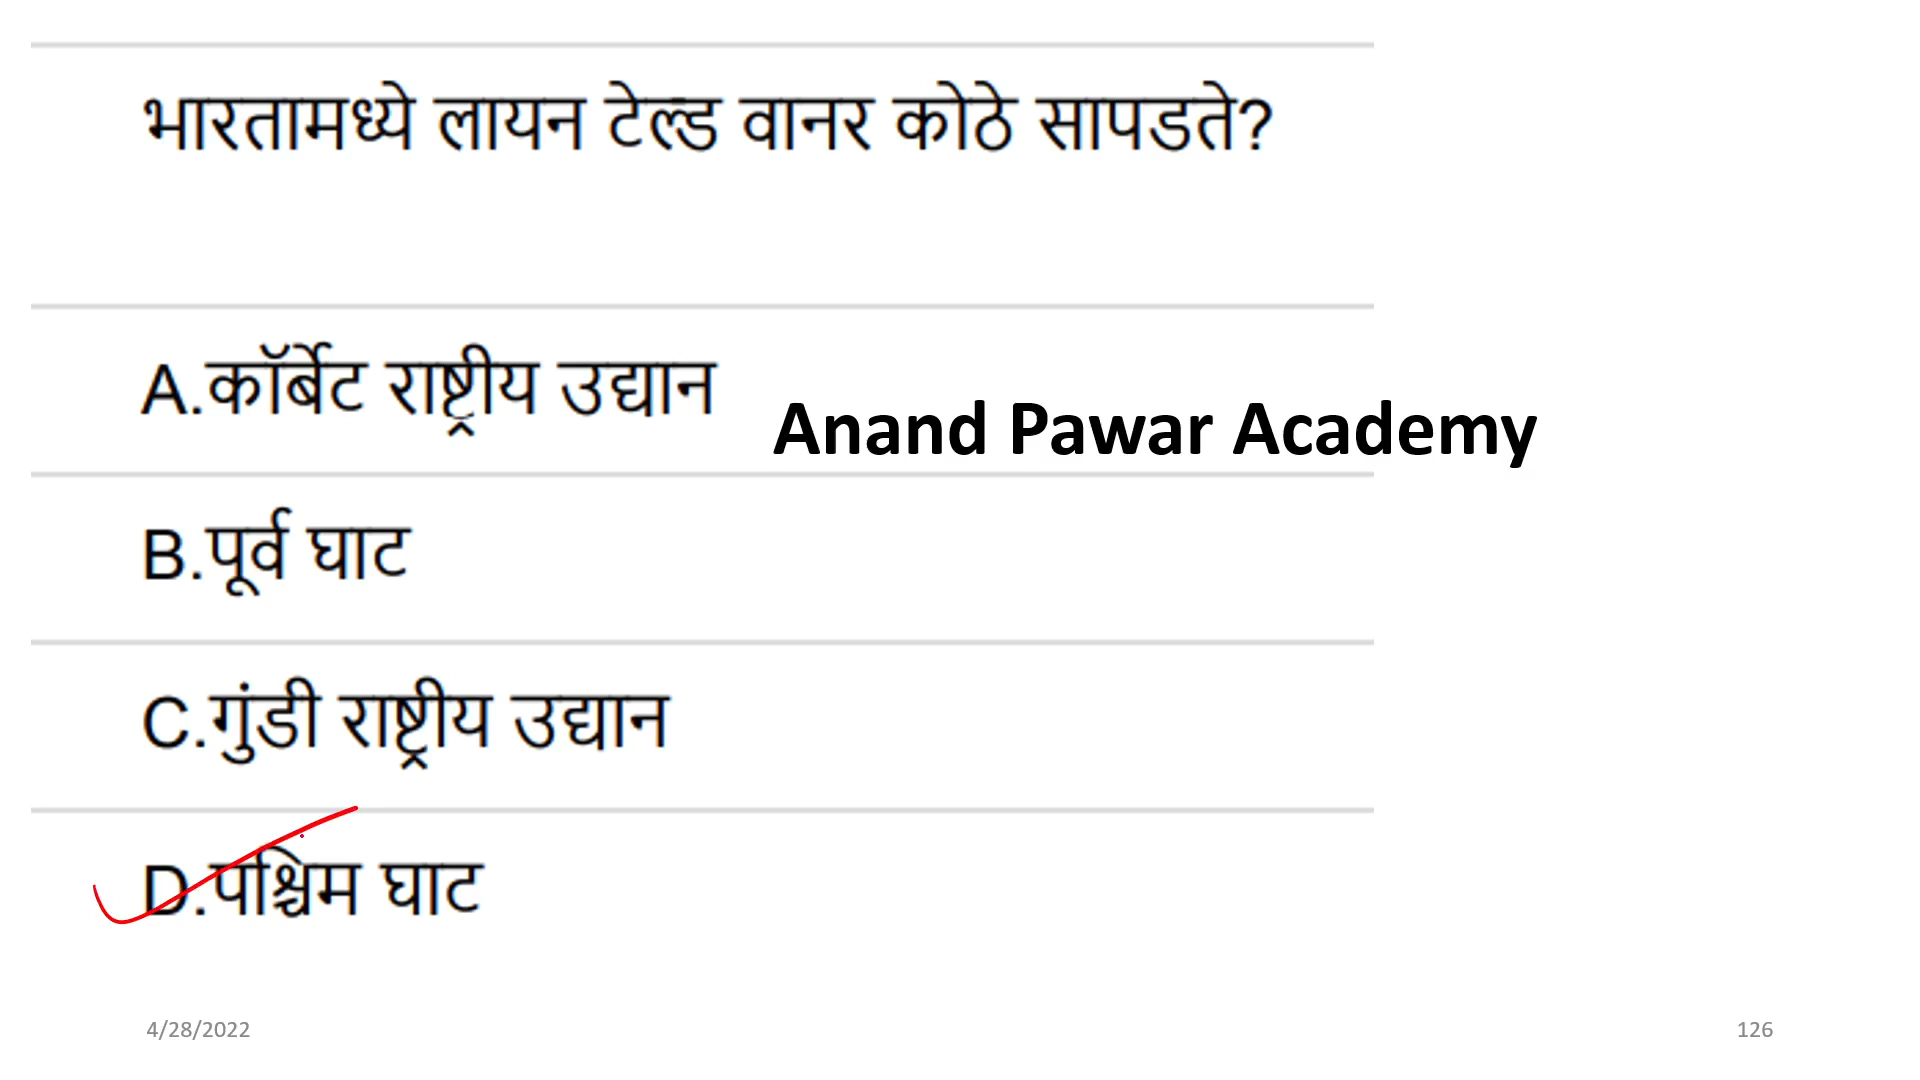 भारतामध्ये लायन टेल्ड वानर कोठे सापडते?
A.कॉर्बेट राष्ट्रीय उद्यान
Anand Pawar Academy
B.पूर्व घाट
C.गुंडी राष्ट्रीय उद्यान
D.पश्चिम घाट
4/28/2022
126